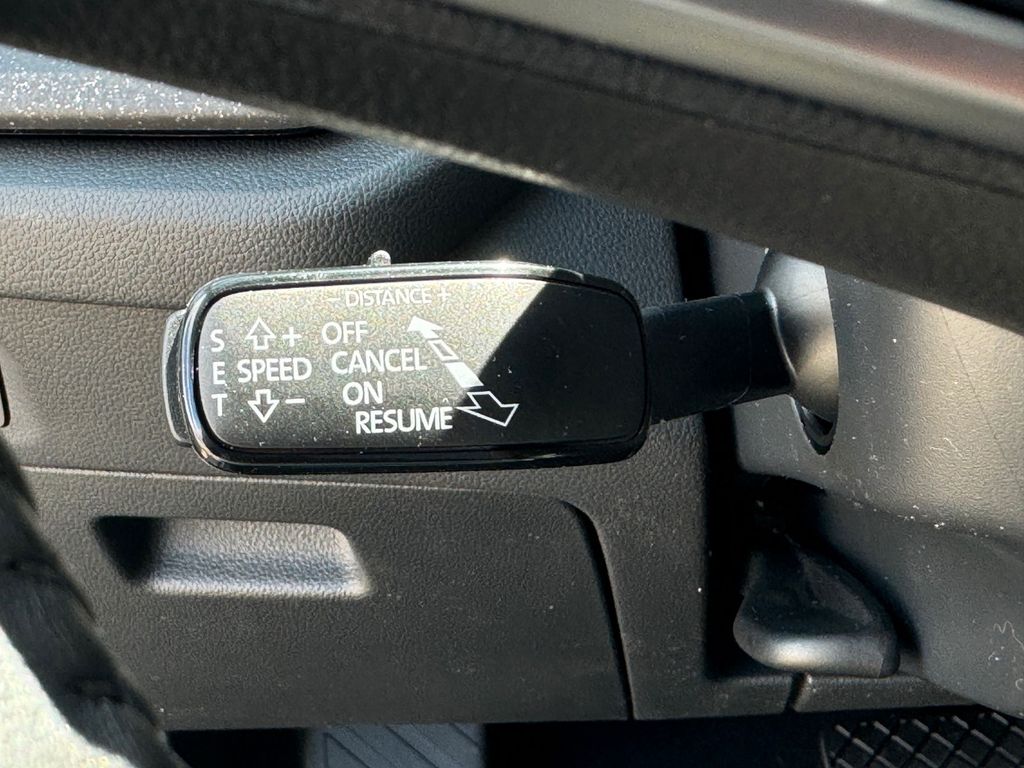 - DISTANCE +
S
E
T
+
SPEED
-
OFF
CANCEL
ON
RESUME